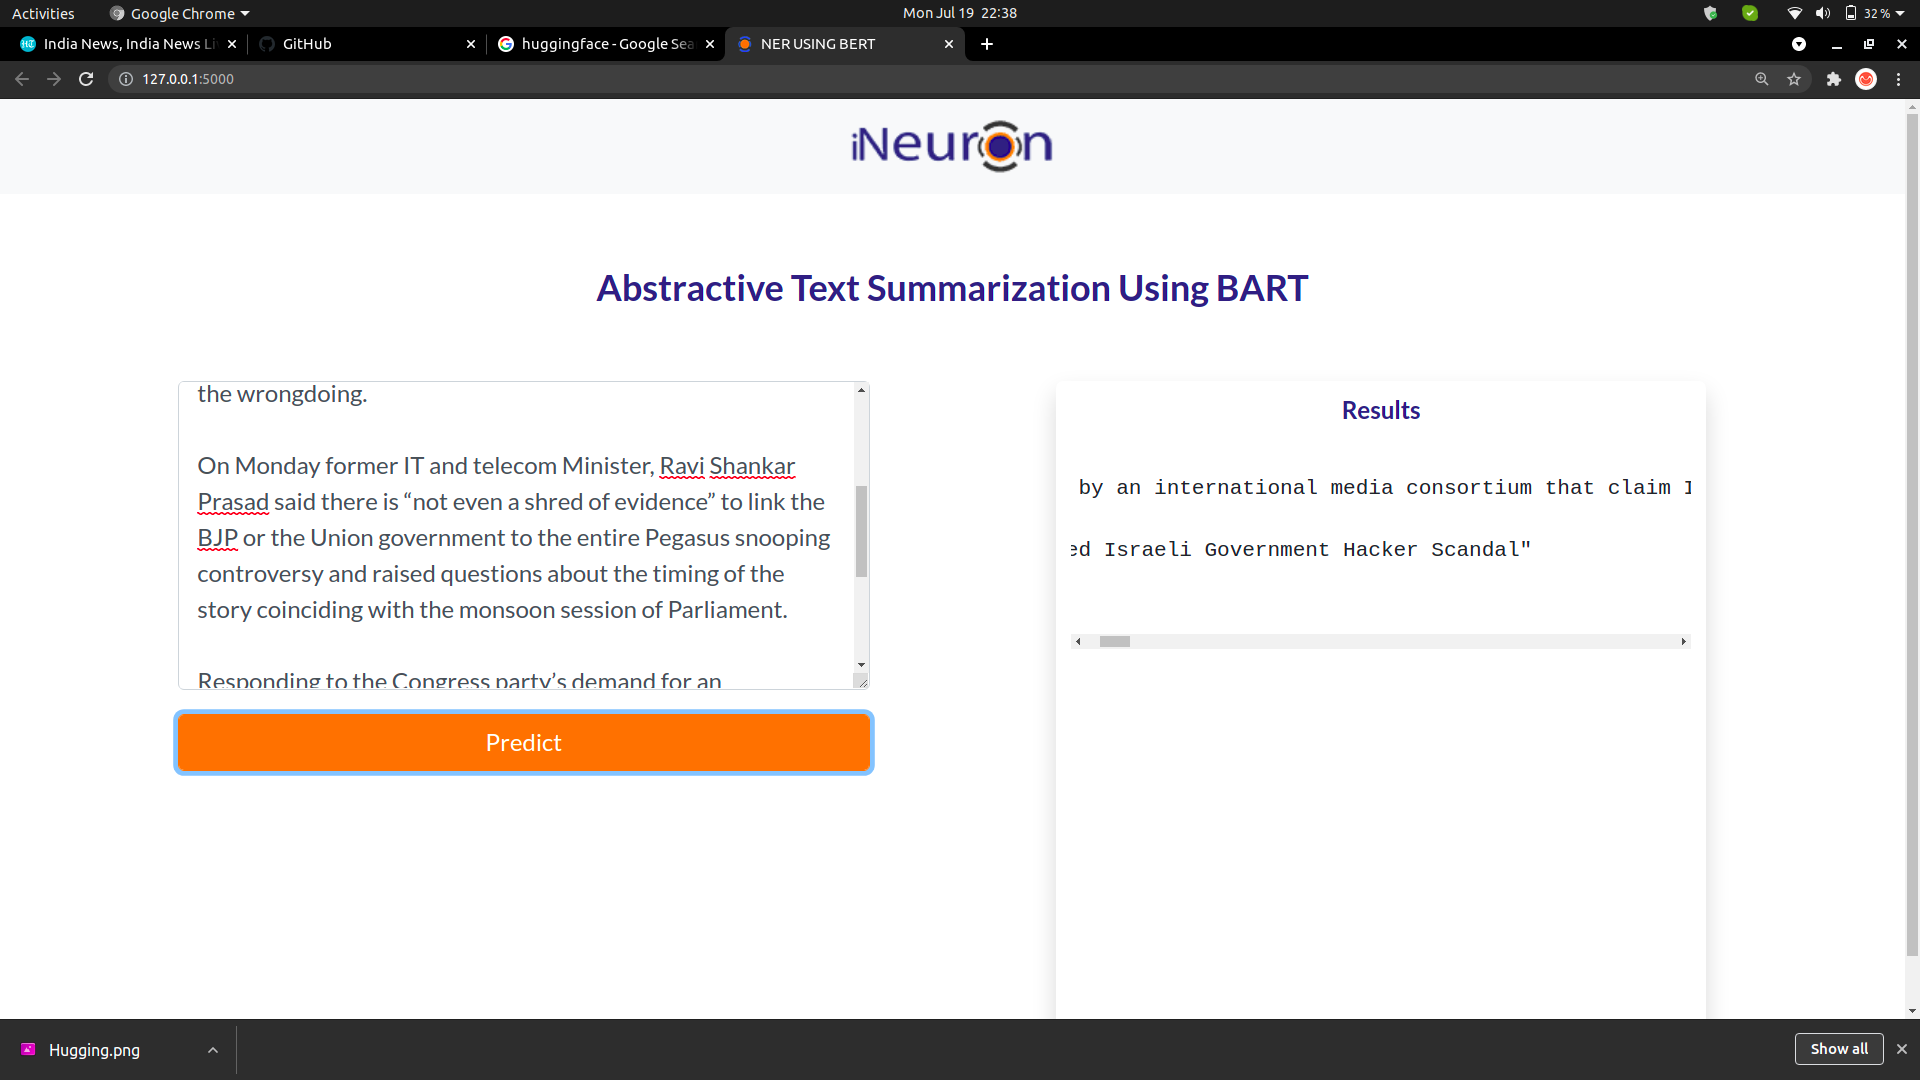 Activities
Google Chrome
Mon Jul 19 22:38
32 %
India News, India News Li
GitHub
huggingface - Google Sea
NER USING BERT
127.0.0.1:5000
iNeuron
Abstractive Text Summarization Using BART
the wrongdoing.
On Monday former IT and telecom Minister, Ravi Shankar
Prasad said there is “not even a shred of evidence” to link the
BJP or the Union government to the entire Pegasus snooping
controversy and raised questions about the timing of the
story coinciding with the monsoon session of Parliament.
Responding to the Congress party’s demand for an
Predict
Results
by an international media consortium that claim I
ed Israeli Government Hacker Scandal"
Hugging.png
Show all